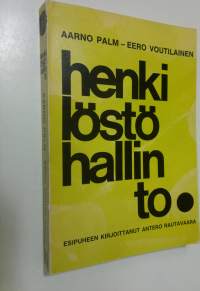 AARNO PALM – EERO VOUTILAINEN
henki
löstö
hallin
to.
ESIPUHEEN KIRJOITTANUT ANTERO RAUTAVAARA